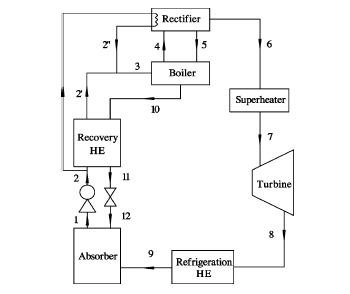 Rectifier
2"
4
5
6
3
Boiler
2'
10
Superheater
Recovery
HE
7
2
11
Turbine
1
12
8
Absorber
9
Refrigeration
HE